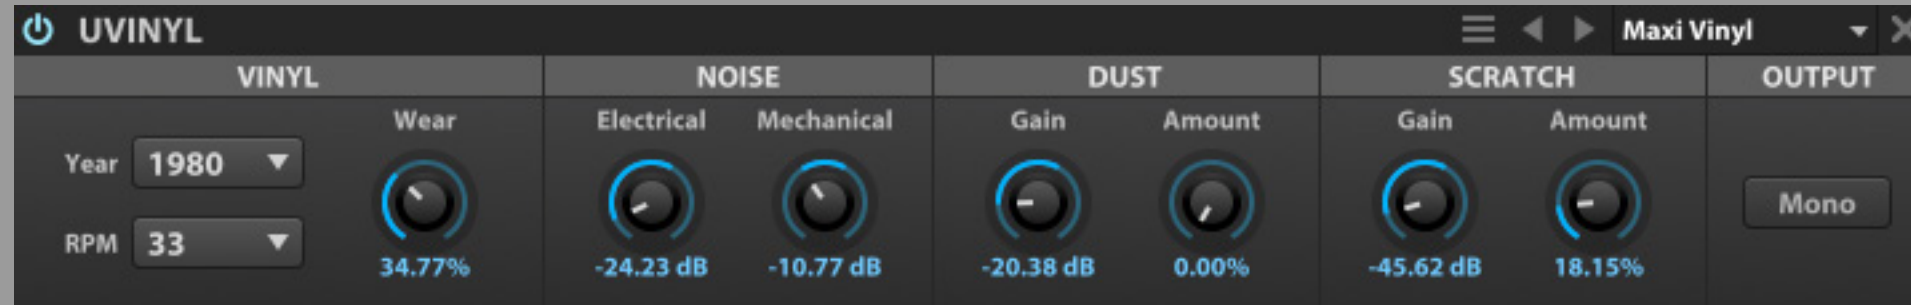 UVINYL
Maxi Vinyl
VINYL NOISE DUST SCRATCH OUTPUT
Wear Electrical Mechanical Gain Amount Gain Amount
Year 1980
Mono
RPM 33
34.77% -24.23 dB -10.77 dB -20.38 dB 0.00% -45.62 dB 18.15%